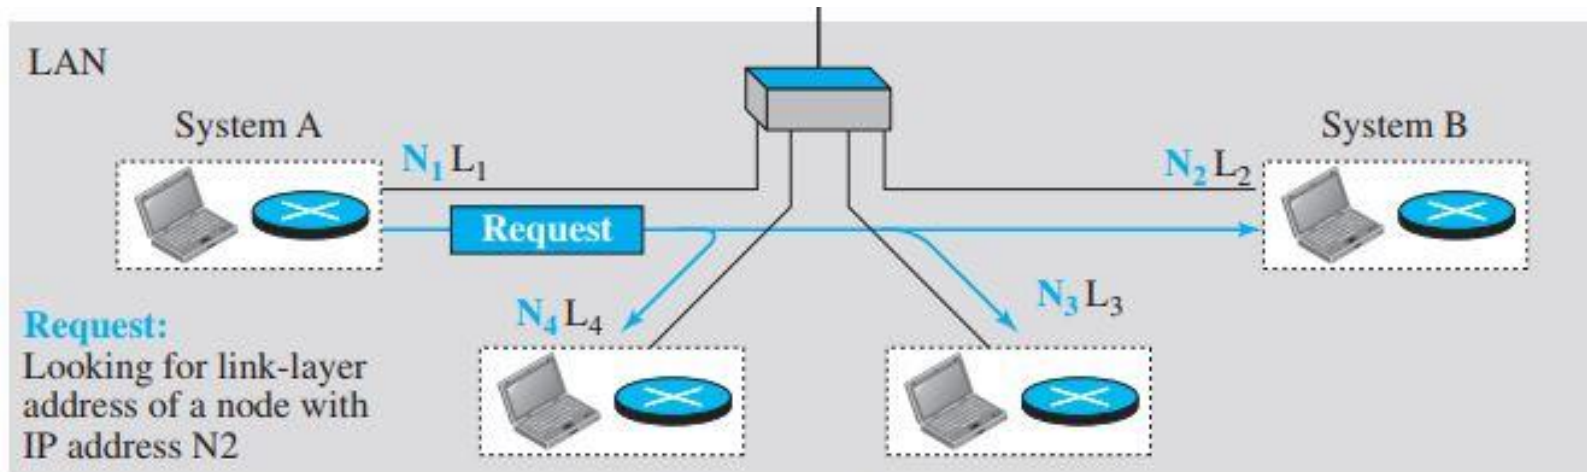 LAN
System A
System B
N₁ L₁
N₂ L₂
Request
N₄ L₄
N₃ L₃
Request:
Looking for link-layer
address of a node with
IP address N2